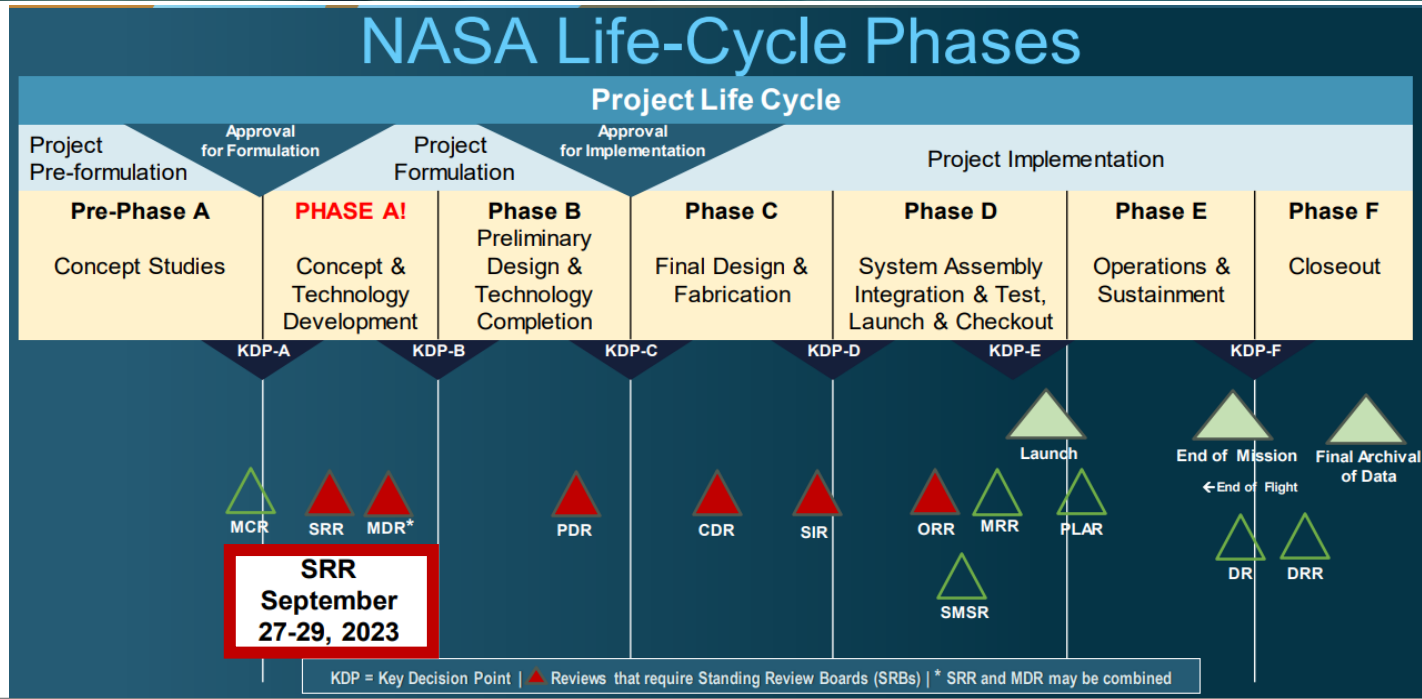 NASA Life-Cycle Phases
Project Life Cycle
Project
Pre-formulation
Approval
for Formulation
Project
Formulation
Approval
for Implementation
Project Implementation
Pre-Phase A
Concept Studies
PHASE A!
Concept &
Technology
Development
Phase B
Preliminary
Design &
Technology
Completion
Phase C
Final Design &
Fabrication
Phase D
System Assembly
Integration & Test,
Launch & Checkout
Phase E
Operations &
Sustainment
Phase F
Closeout
KDP-A
KDP-B
KDP-C
KDP-D
KDP-E
KDP-F
Launch
End of Mission
←End of Flight
Final Archival
of Data
MCR
SRR
MDR*
PDR
CDR
SIR
ORR
MRR
PLAR
SMSR
DR
DRR
SRR
September
27-29, 2023
KDP = Key Decision Point | ▲ Reviews that require Standing Review Boards (SRBs) | * SRR and MDR may be combined